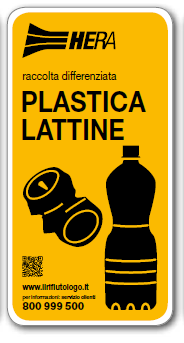 HERA
raccolta differenziata
PLASTICA
LATTINE
www.ilrifiutologo.it
per informazioni: servizio clienti
800 999 500